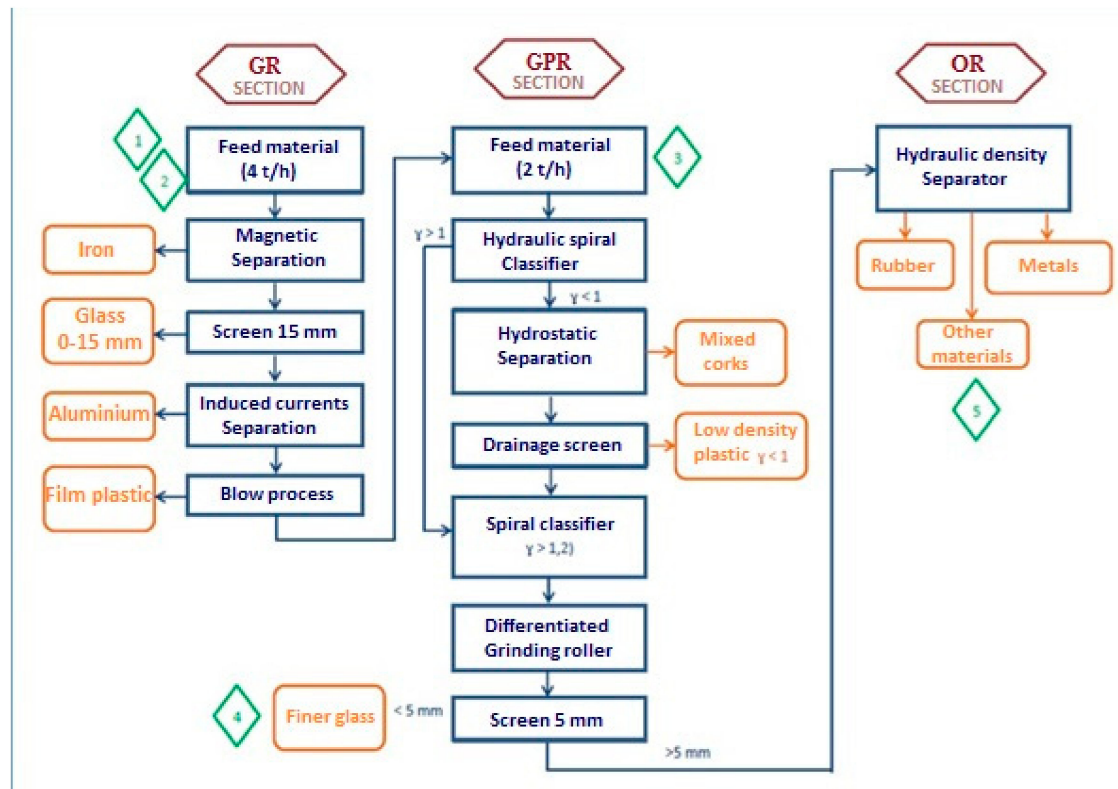 GR
SECTION
GPR
SECTION
OR
SECTION
1
2
Feed material
(4 t/h)
Magnetic
Separation
Iron
Screen 15 mm
Glass
0-15 mm
Induced currents
Separation
Aluminium
Blow process
Film plastic
Feed material
(2 t/h)
3
γ > 1
Hydraulic spiral
Classifier
γ < 1
Hydrostatic
Separation
Mixed
corks
Drainage screen
Low density
plastic γ < 1
Spiral classifier
γ > 1,2)
Differentiated
Grinding roller
Screen 5 mm
< 5 mm
Finer glass
4
>5 mm
Hydraulic density
Separator
Rubber
Metals
Other
materials
5